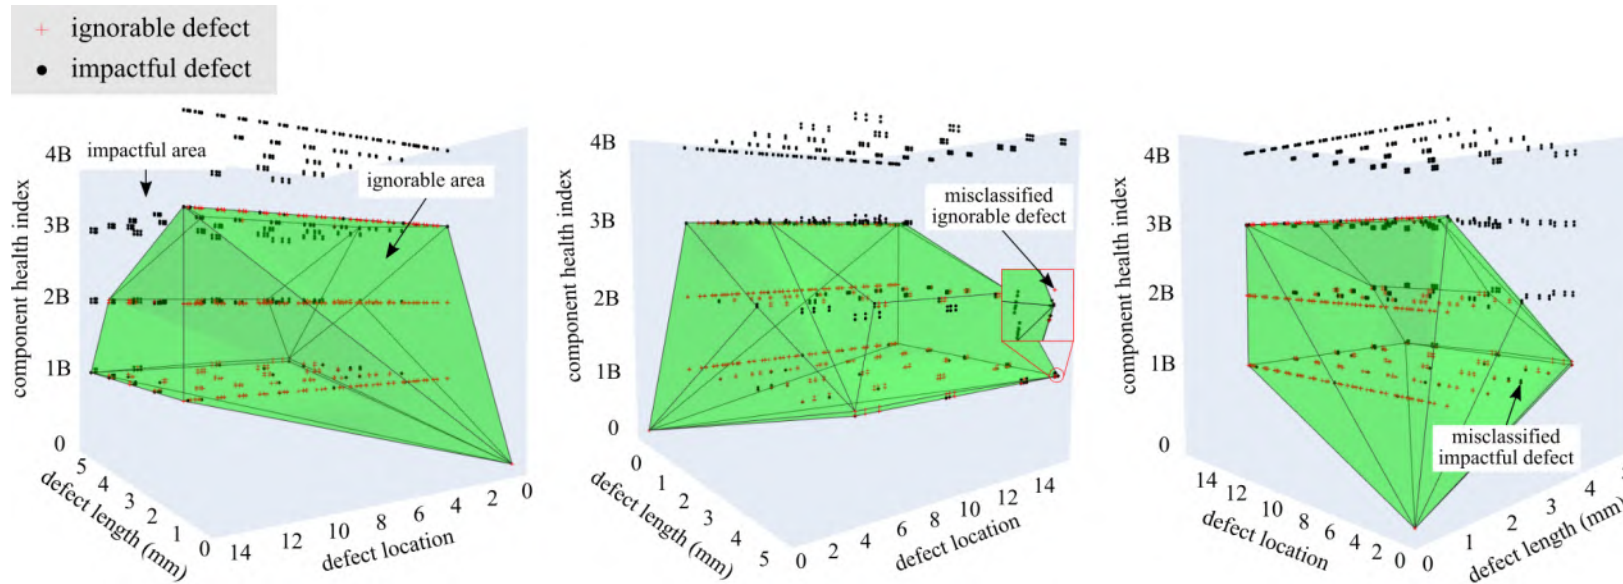 ignorable defect
impactful defect
component health index
4B
3B
2B
1B
0
impactful area
ignorable area
5
4
3
2
1
0
defect length (mm)
14
12
10
8
6
4
2
0
defect location
component health index
4B
3B
2B
1B
0
misclassified
ignorable defect
0
1
2
3
4
5
defect length (mm)
0
2
4
6
8
10
12
14
defect location
component health index
4B
3B
2B
1B
0
misclassified
impactful defect
14
12
10
8
6
4
2
0
defect location
0
1
2
3
4
defect length (mm)